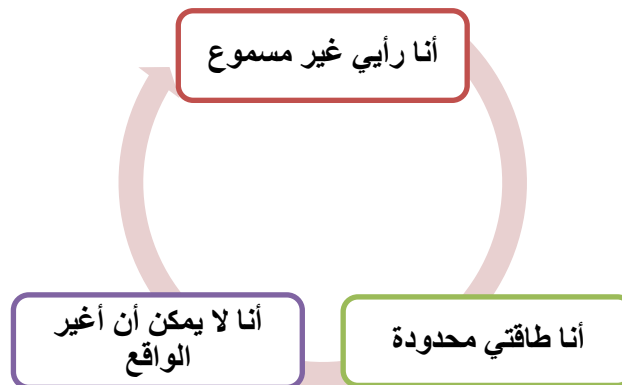 أنا رأيي غير مسموع
أنا طاقتي محدودة
أنا لا يمكن أن أغير
الواقع